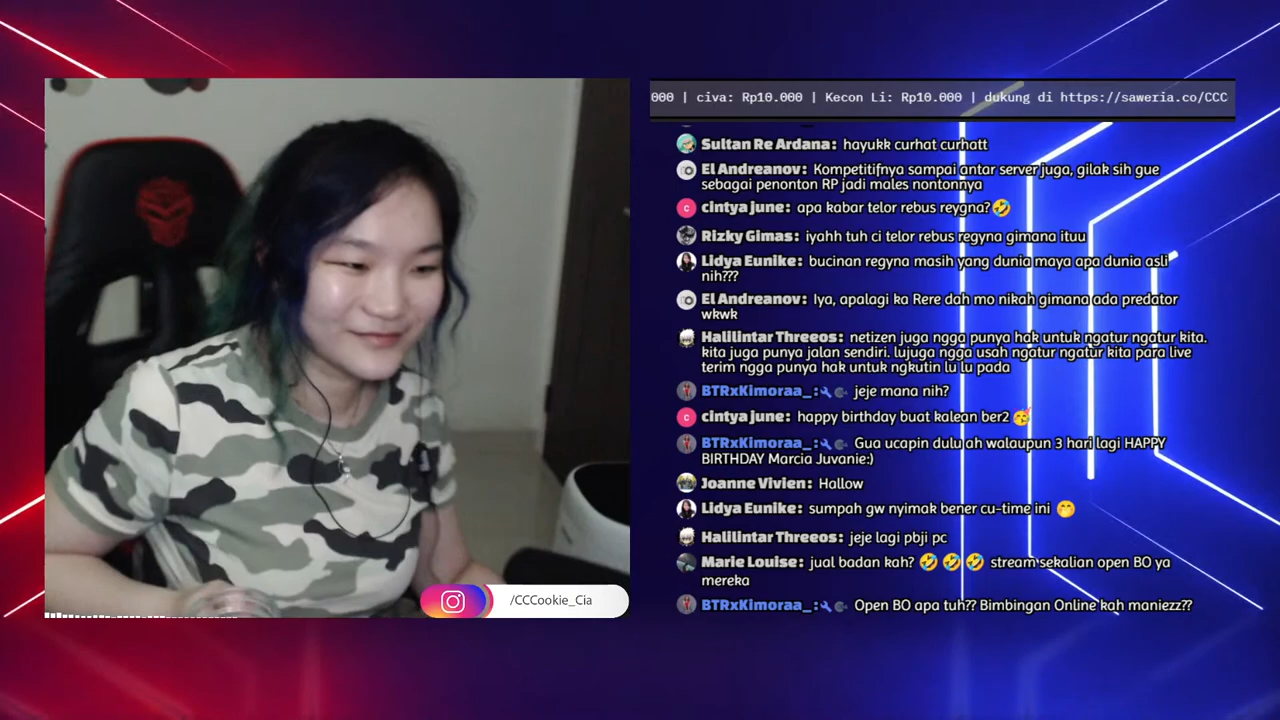 000 | civa: Rp10.000 | Kecon Li: Rp10.000 | dukung di https://saweria.co/CCC
Sultan Re Ardana: hayukk curhat curhatt
El Andreanov: Kompetitifnya sampai antar server juga, gilak sih gue
sebagai penonton RP jadi males nontonnya
cintya june: apa kabar telor rebus reygna?🤣
Rizky Gimas: iyahh tuh ci telor rebus regyna gimana ituu
Lidya Eunike: bucinan regyna masih yang dunia maya apa dunia asli
nih???
El Andreanov: Iya, apalagi ka Rere dah mo nikah gimana ada predator
wkwk
Halilintar Threeos: netizen juga ngga punya hak untuk ngatur ngatur kita.
kita juga punya jalan sendiri. lujuga ngga usah ngatur ngatur kita para live
terim ngga punya hak untuk ngkutin lu lu pada
BTRxKimoraa_: jeje mana nih?
cintya june: happy birthday buat kalean ber2 🥳
BTRxKimoraa_: Gua ucapin dulu ah walaupun 3 hari lagi HAPPY
BIRTHDAY Marcia Juvanie:)
Joanne Vivien: Hallow
Lidya Eunike: sumpah gw nyimak bener cu-time ini 🤭
Halilintar Threeos: jeje lagi pbji pc
Marie Louise: jual badan kah? 🤣 🤣 🤣 stream sekalian open BO ya
mereka
BTRxKimoraa_: Open BO apa tuh?? Bimbingan Online kah maniezz??
/CCCookie_Cia